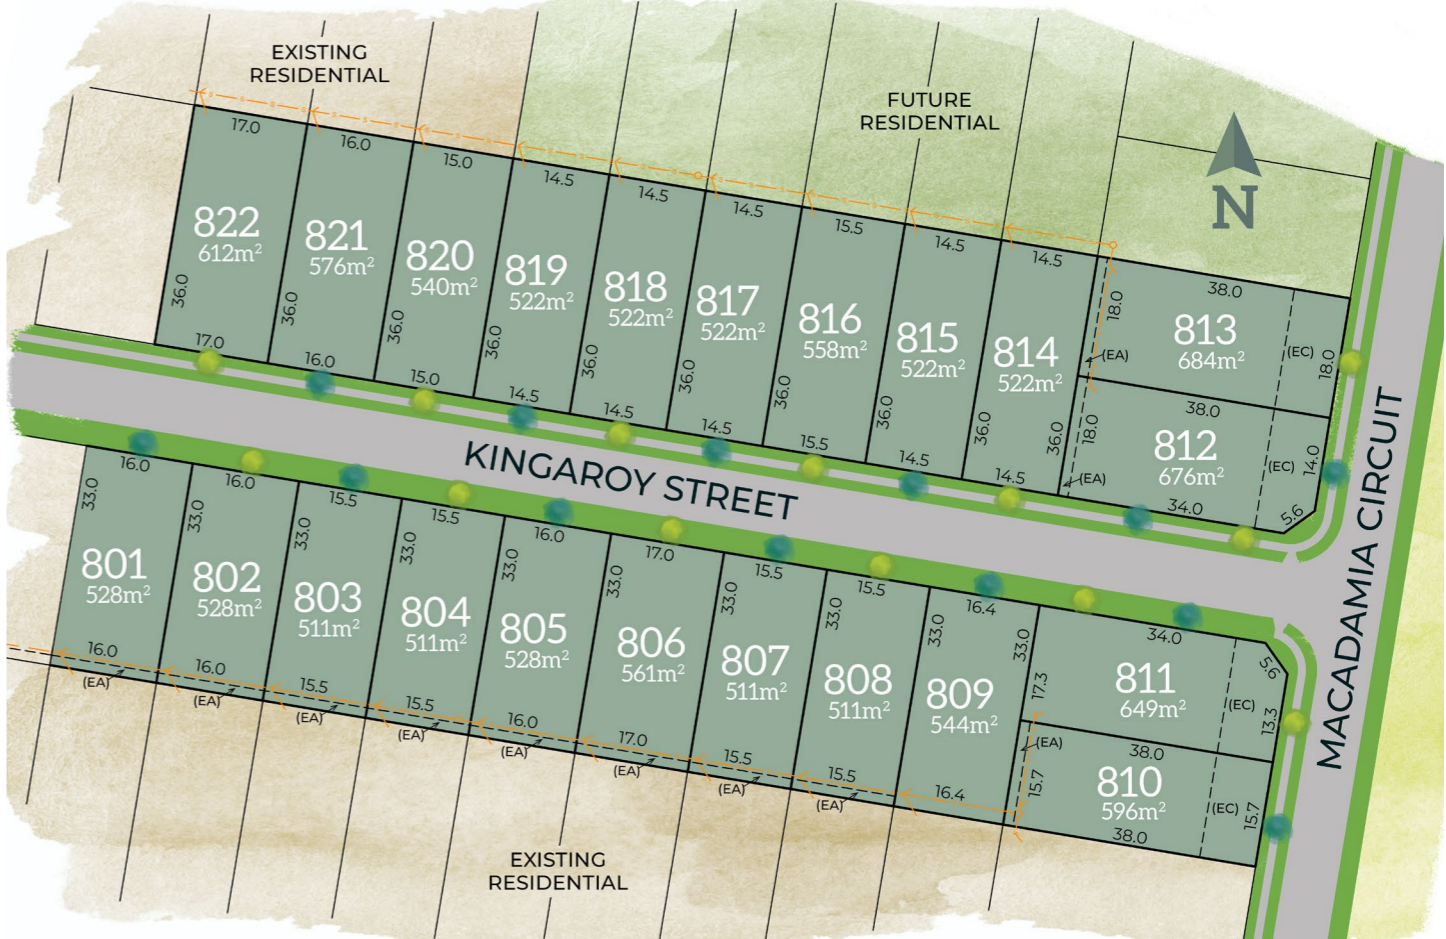 EXISTING
RESIDENTIAL
FUTURE
RESIDENTIAL
N
17.0
16.0
15.0
14.5
14.5
14.5
15.5
14.5
14.5
822
612m²
36.0
17.0
821
576m²
36.0
16.0
820
540m²
36.0
15.0
819
522m²
36.0
14.5
818
522m²
36.0
14.5
817
522m²
36.0
14.5
816
558m²
36.0
15.5
815
522m²
36.0
14.5
814
522m²
36.0
14.5
36.0
38.0
18.0
813
684m²
(EA)
(EC)
18.0
38.0
18.0
812
676m²
(EA)
(EC)
14.0
34.0
5.6
KINGAROY STREET
MACADAMIA CIRCUIT
16.0
33.0
801
528m²
16.0
(EA)
16.0
33.0
802
528m²
16.0
(EA)
15.5
33.0
803
511m²
15.5
(EA)
15.5
33.0
804
511m²
15.5
(EA)
16.0
33.0
805
528m²
16.0
(EA)
17.0
33.0
806
561m²
17.0
(EA)
15.5
33.0
807
511m²
15.5
(EA)
15.5
33.0
808
511m²
15.5
(EA)
16.4
33.0
809
544m²
16.4
33.0
34.0
5.6
17.3
811
649m²
(EC)
13.3
38.0
(EA)
15.7
810
596m²
(EC)
15.7
38.0
EXISTING
RESIDENTIAL